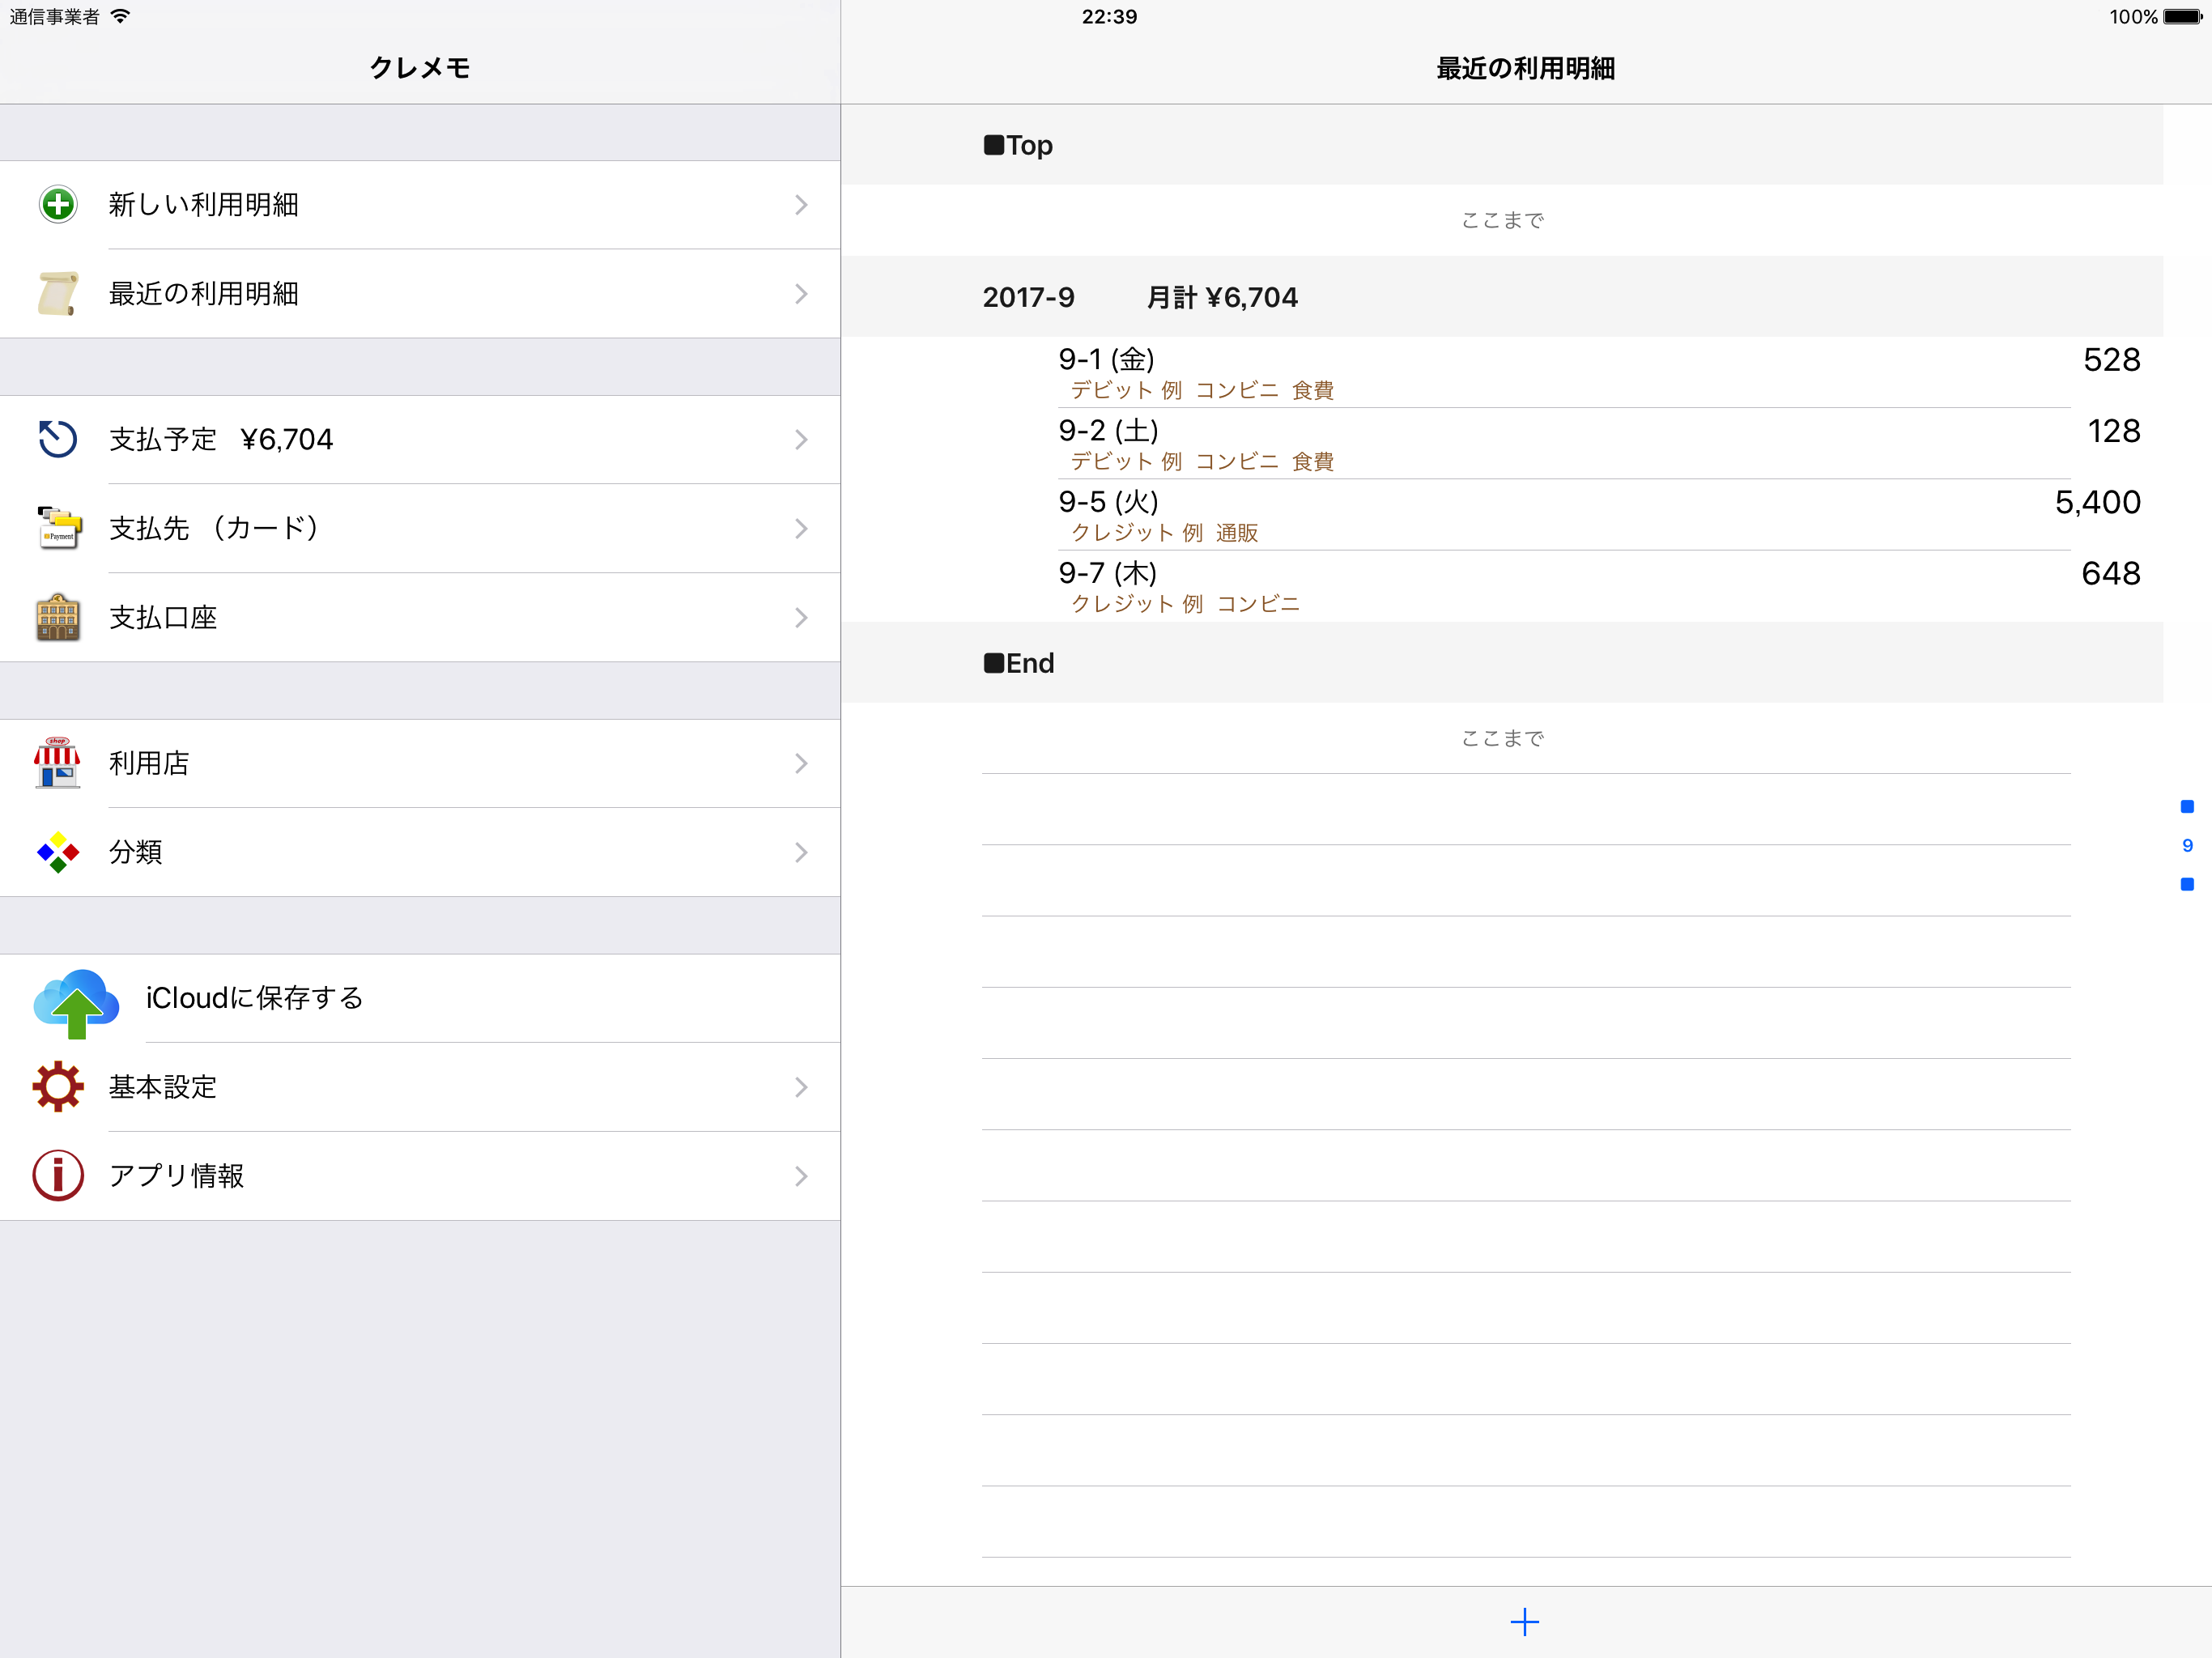 通信事業者
22:39
100%
クレメモ
新しい利用明細
最近の利用明細
支払予定 ¥6,704
Payment
支払先 （カード）
支払口座
shop
利用店
分類
iCloudに保存する
基本設定
アプリ情報
最近の利用明細
■Top
ここまで
2017-9 月計 ¥6,704
9-1 (金) 528
デビット 例 コンビニ 食費
9-2 (土) 128
デビット 例 コンビニ 食費
9-5 (火) 5,400
クレジット 例 通販
9-7 (木) 648
クレジット 例 コンビニ
■End
ここまで
■
9
■